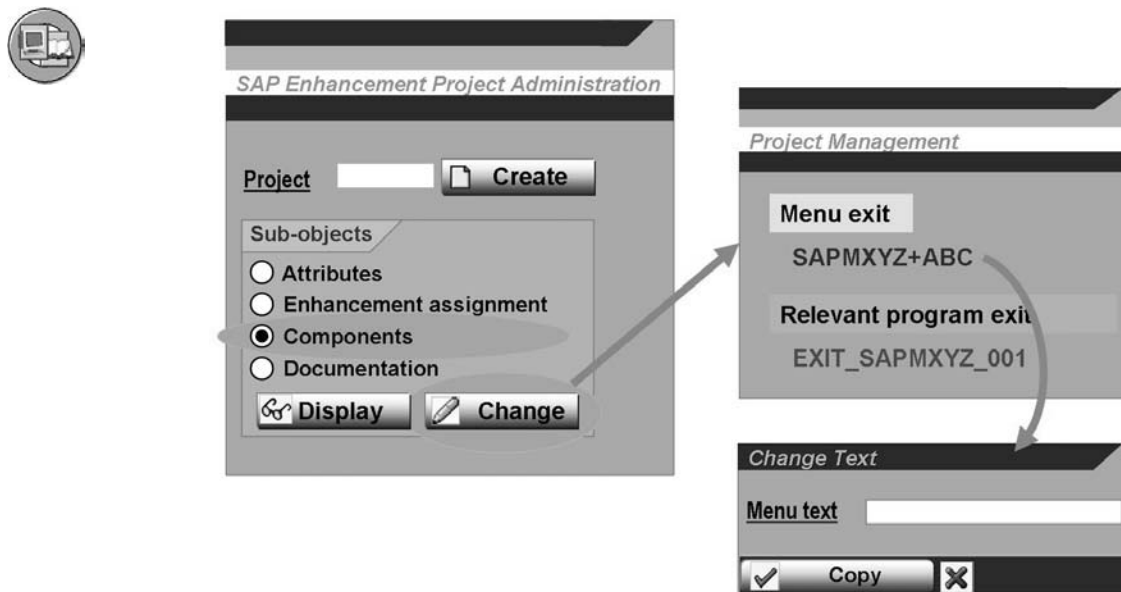 SAP Enhancement Project Administration
Project
Create
Sub-objects
Attributes
Enhancement assignment
Components
Documentation
Display
Change
Project Management
Menu exit
SAPMXYZ+ABC
Relevant program exit
EXIT_SAPMXYZ_001
Change Text
Menu text
Copy